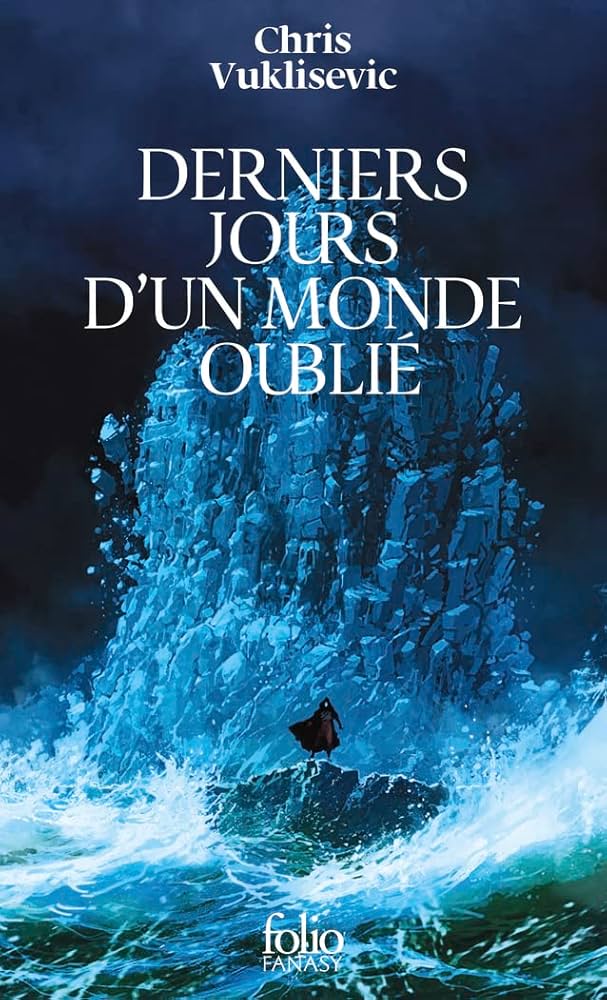 Chris
Vuklisevic
DERNIERS
JOURS
D'UN MONDE
OUBLIÉ
folio
FANTASY